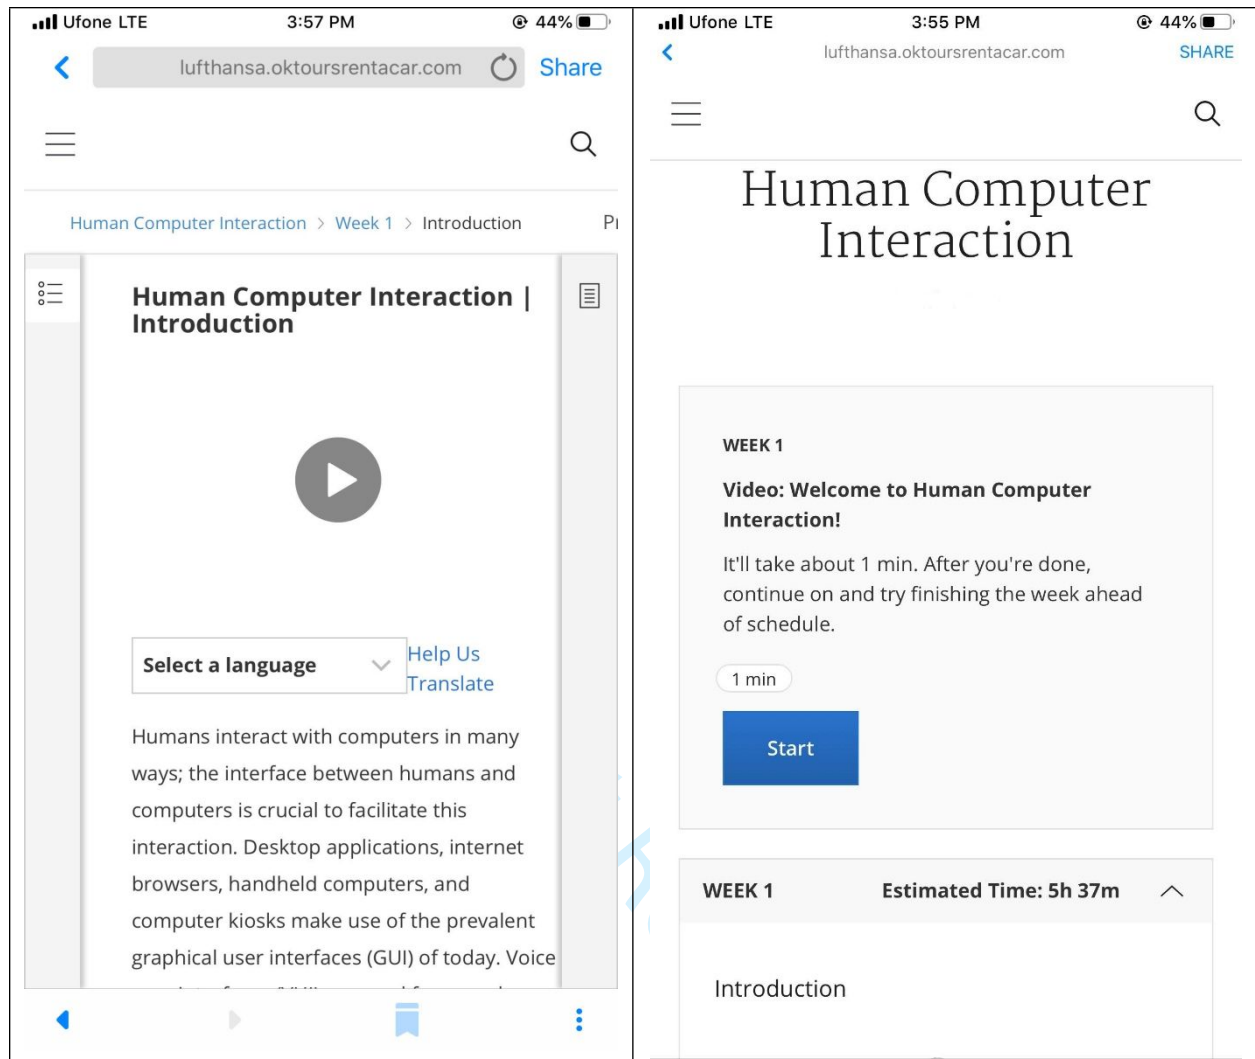 Ufone LTE 3:57 PM 44%
lufthansa.oktoursrentacar.com Share
Human Computer Interaction > Week 1 > Introduction
Human Computer Interaction |
Introduction
Select a language
Help Us
Translate
Humans interact with computers in many
ways; the interface between humans and
computers is crucial to facilitate this
interaction. Desktop applications, internet
browsers, handheld computers, and
computer kiosks make use of the prevalent
graphical user interfaces (GUI) of today. Voice
Ufone LTE 3:55 PM 44%
lufthansa.oktoursrentacar.com SHARE
Human Computer
Interaction
WEEK 1
Video: Welcome to Human Computer
Interaction!
It'll take about 1 min. After you're done,
continue on and try finishing the week ahead
of schedule.
1 min
Start
WEEK 1 Estimated Time: 5h 37m
Introduction